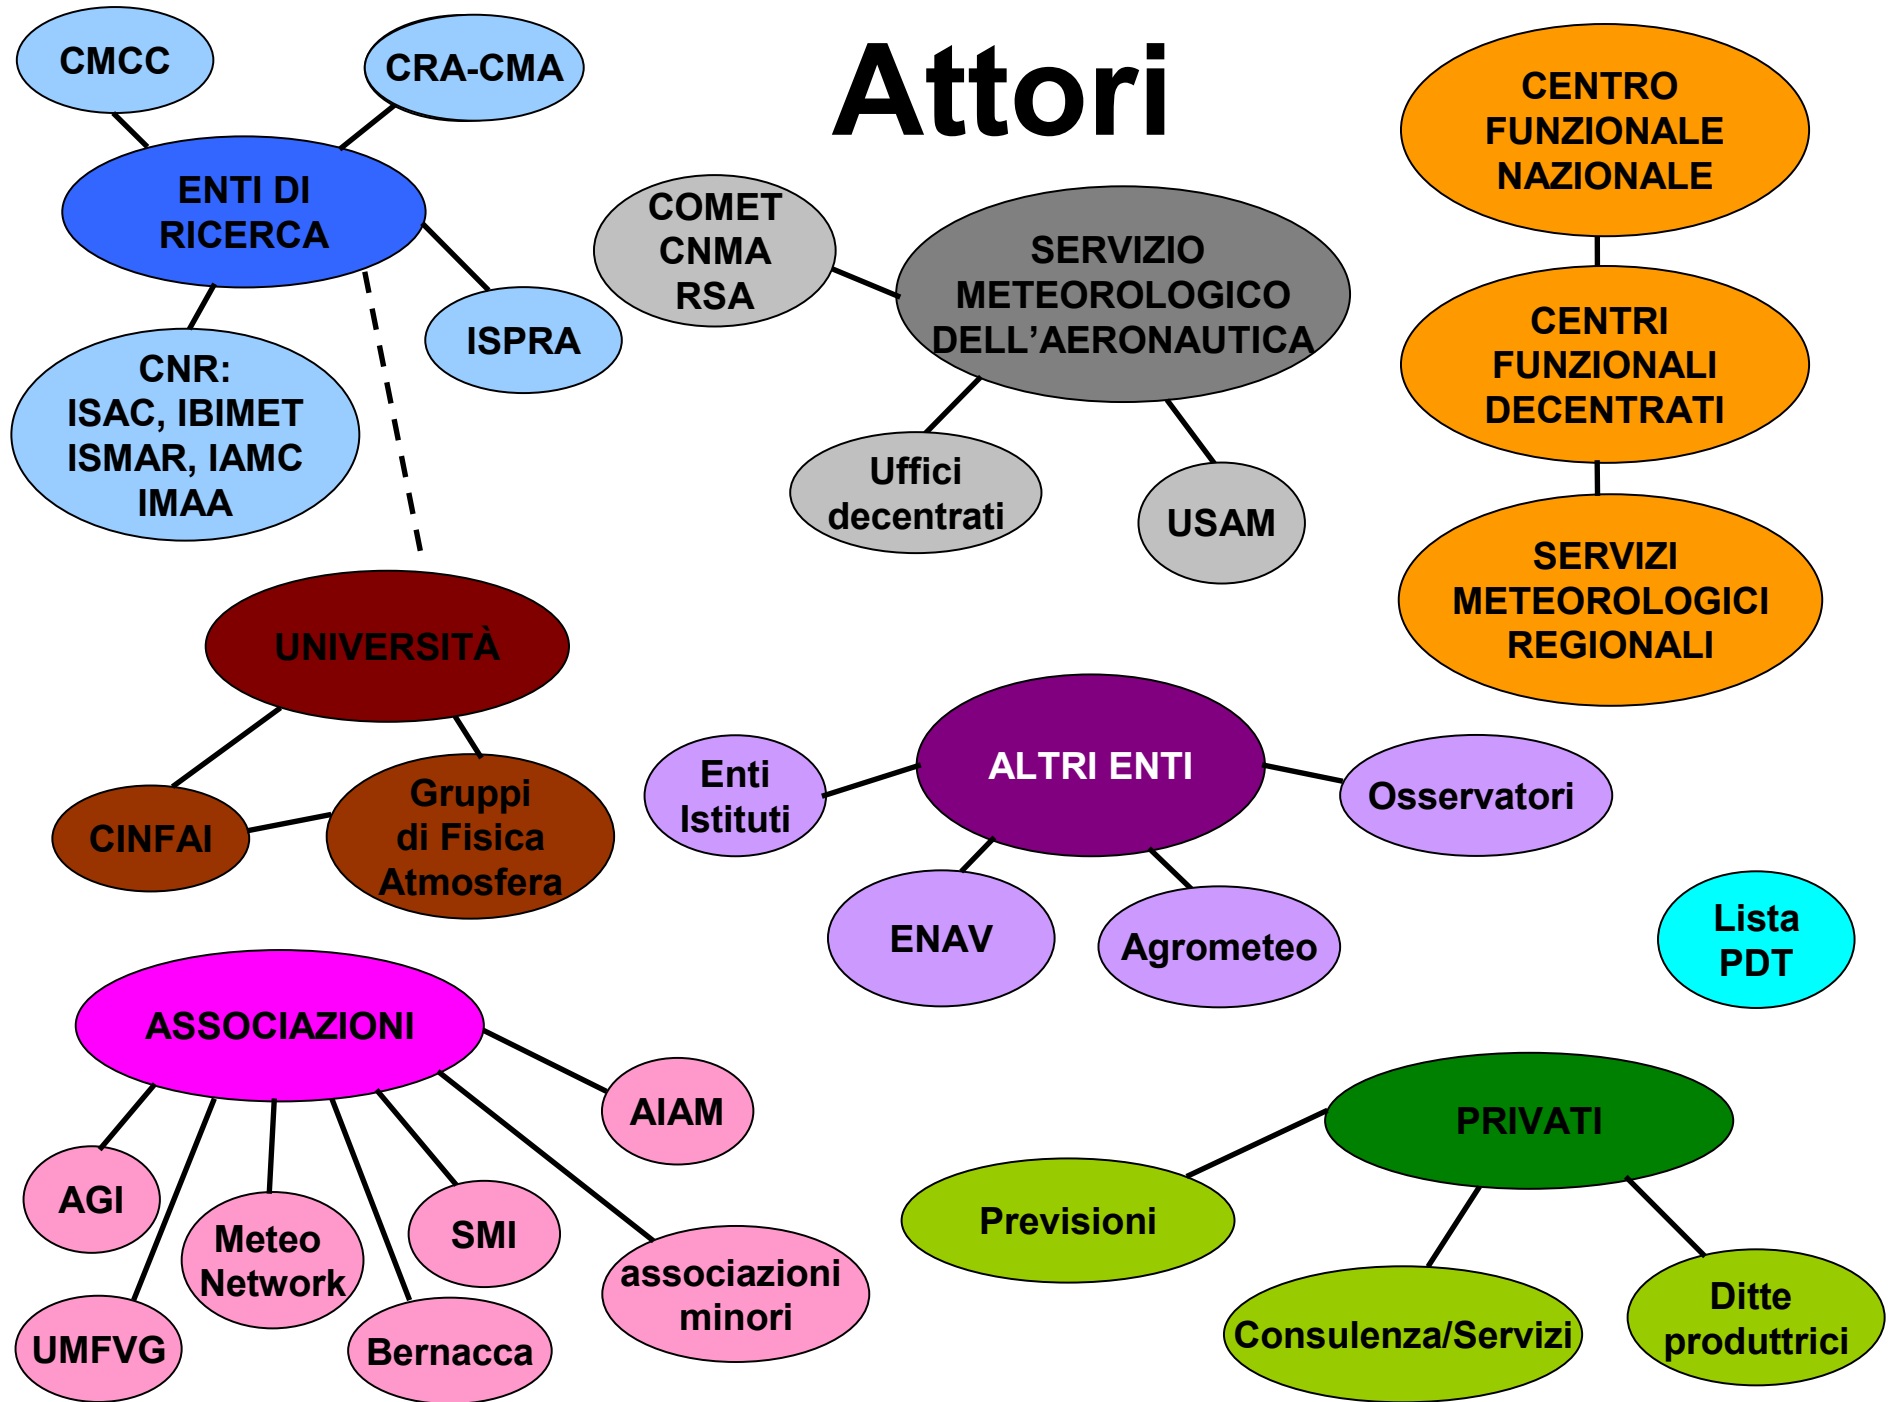 Attori
CMCC
CRA-CMA
ENTI DI
RICERCA
ISPRA
CNR:
ISAC, IBIMET
ISMAR, IAMC
IMAA
COMET
CNMA
RSA
SERVIZIO
METEOROLOGICO
DELL’AERONAUTICA
Uffici
decentrati
USAM
CENTRO
FUNZIONALE
NAZIONALE
CENTRI
FUNZIONALI
DECENTRATI
SERVIZI
METEOROLOGICI
REGIONALI
UNIVERSITÀ
CINFAI
Gruppi
di Fisica
Atmosfera
ALTRI ENTI
Enti
Istituti
Osservatori
ENAV
Agrometeo
Lista
PDT
ASSOCIAZIONI
AIAM
AGI
Meteo
Network
SMI
associazioni
minori
UMFVG
Bernacca
PRIVATI
Previsioni
Consulenza/Servizi
Ditte
produttrici